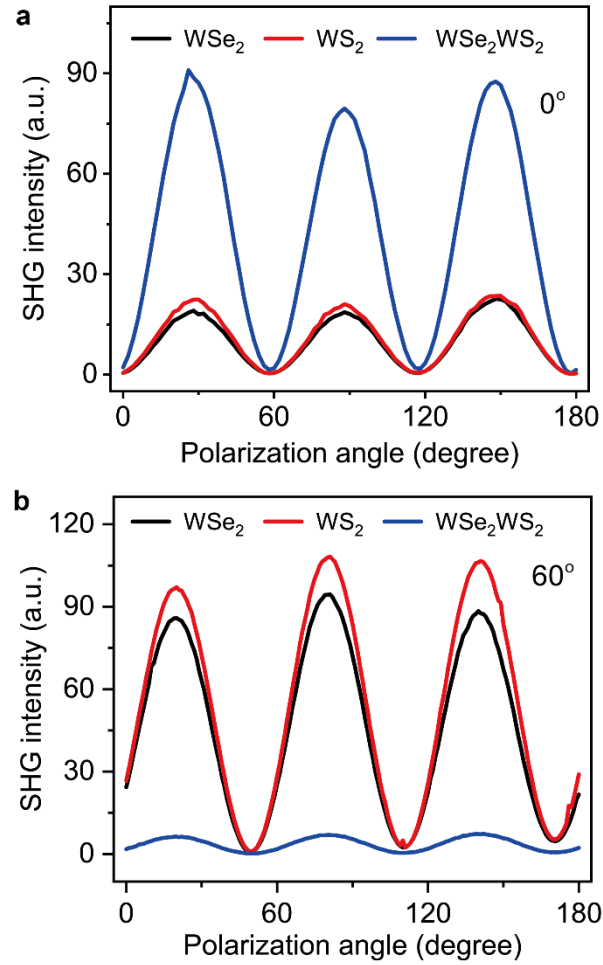 a
WSe₂ WS₂ WSe₂WS₂
0°
90
60
30
0
SHG intensity (a.u.)
0 60 120 180
Polarization angle (degree)
b
WSe₂ WS₂ WSe₂WS₂
60°
120
90
60
30
0
SHG intensity (a.u.)
0 60 120 180
Polarization angle (degree)